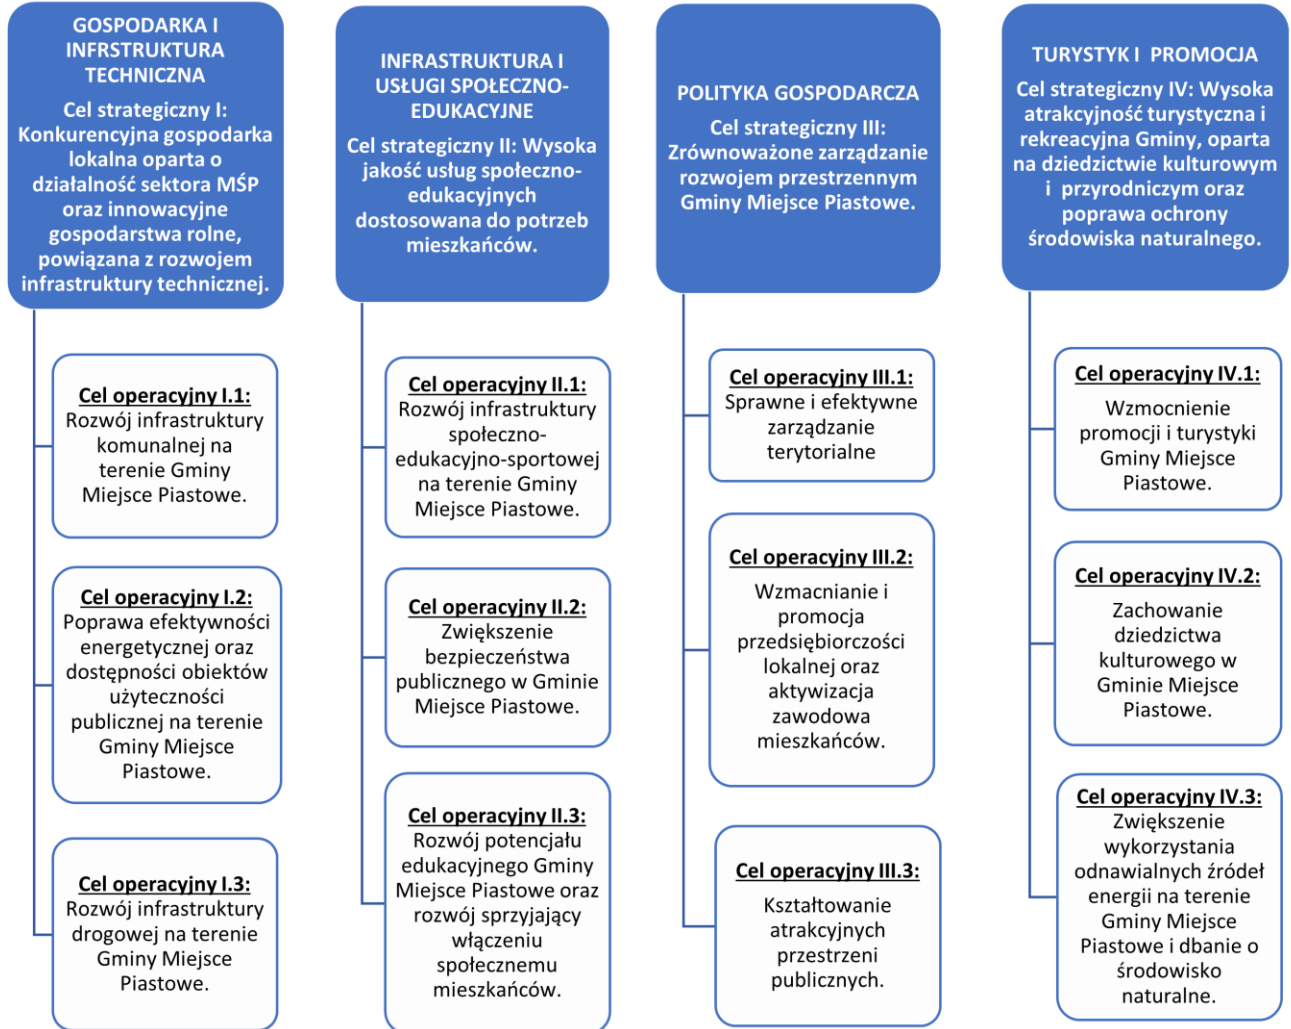 GOSPODARKA I
INFRSTRUKTURA
TECHNICZNA
Cel strategiczny I:
Konkurencyjna gospodarka
lokalna oparta o
działalność sektora MŚP
oraz innowacyjne
gospodarstwa rolne,
powiązana z rozwojem
infrastruktury technicznej.
Cel operacyjny I.1:
Rozwój infrastruktury
komunalnej na
terenie Gminy
Miejsce Piastowe.
Cel operacyjny I.2:
Poprawa efektywności
energetycznej oraz
dostępności obiektów
użyteczności
publicznej na terenie
Gminy Miejsce
Piastowe.
Cel operacyjny I.3:
Rozwój infrastruktury
drogowej na terenie
Gminy Miejsce
Piastowe.
INFRASTRUKTURA I
USŁUGI SPOŁECZNO-
EDUKACYJNE
Cel strategiczny II: Wysoka
jakość usług społeczno-
edukacyjnych
dostosowana do potrzeb
mieszkańców.
Cel operacyjny II.1:
Rozwój infrastruktury
społeczno-
edukacyjno-sportowej
na terenie Gminy
Miejsce Piastowe.
Cel operacyjny II.2:
Zwiększenie
bezpieczeństwa
publicznego w Gminie
Miejsce Piastowe.
Cel operacyjny II.3:
Rozwój potencjału
edukacyjnego Gminy
Miejsce Piastowe oraz
rozwój sprzyjający
włączeniu
społecznemu
mieszkańców.
POLITYKA GOSPODARCZA
Cel strategiczny III:
Zrównoważone zarządzanie
rozwojem przestrzennym
Gminy Miejsce Piastowe.
Cel operacyjny III.1:
Sprawne i efektywne
zarządzanie
terytorialne
Cel operacyjny III.2:
Wzmacnianie i
promocja
przedsiębiorczości
lokalnej oraz
aktywizacja
zawodowa
mieszkańców.
Cel operacyjny III.3:
Kształtowanie
atrakcyjnych
przestrzeni
publicznych.
TURYSTYK I PROMOCJA
Cel strategiczny IV: Wysoka
atrakcyjność turystyczna i
rekreacyjna Gminy, oparta
na dziedzictwie kulturowym
i przyrodniczym oraz
poprawa ochrony
środowiska naturalnego.
Cel operacyjny IV.1:
Wzmocnienie
promocji i turystyki
Gminy Miejsce
Piastowe.
Cel operacyjny IV.2:
Zachowanie
dziedzictwa
kulturowego w
Gminie Miejsce
Piastowe.
Cel operacyjny IV.3:
Zwiększenie
wykorzystania
odnawialnych źródeł
energii na terenie
Gminy Miejsce
Piastowe i dbanie o
środowisko
naturalne.